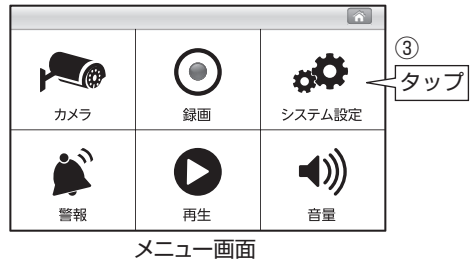 ③
タップ
カメラ
録画
システム設定
警報
再生
音量
メニュー画面